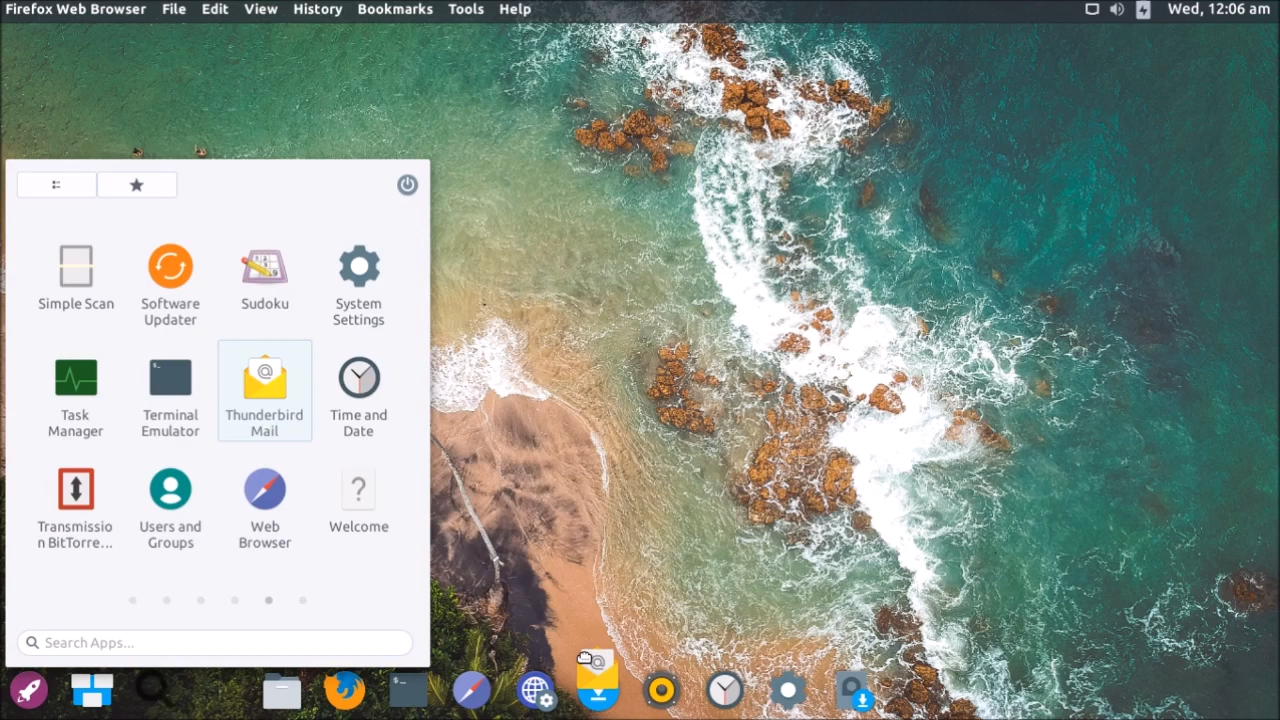 Firefox Web Browser File Edit View History Bookmarks Tools Help Wed, 12:06 am
Simple Scan
Software
Updater
Sudoku
System
Settings
Task
Manager
Terminal
Emulator
Thunderbird
Mail
Time and
Date
Transmissio
n BitTorre...
Users and
Groups
Web
Browser
Welcome
Search Apps...